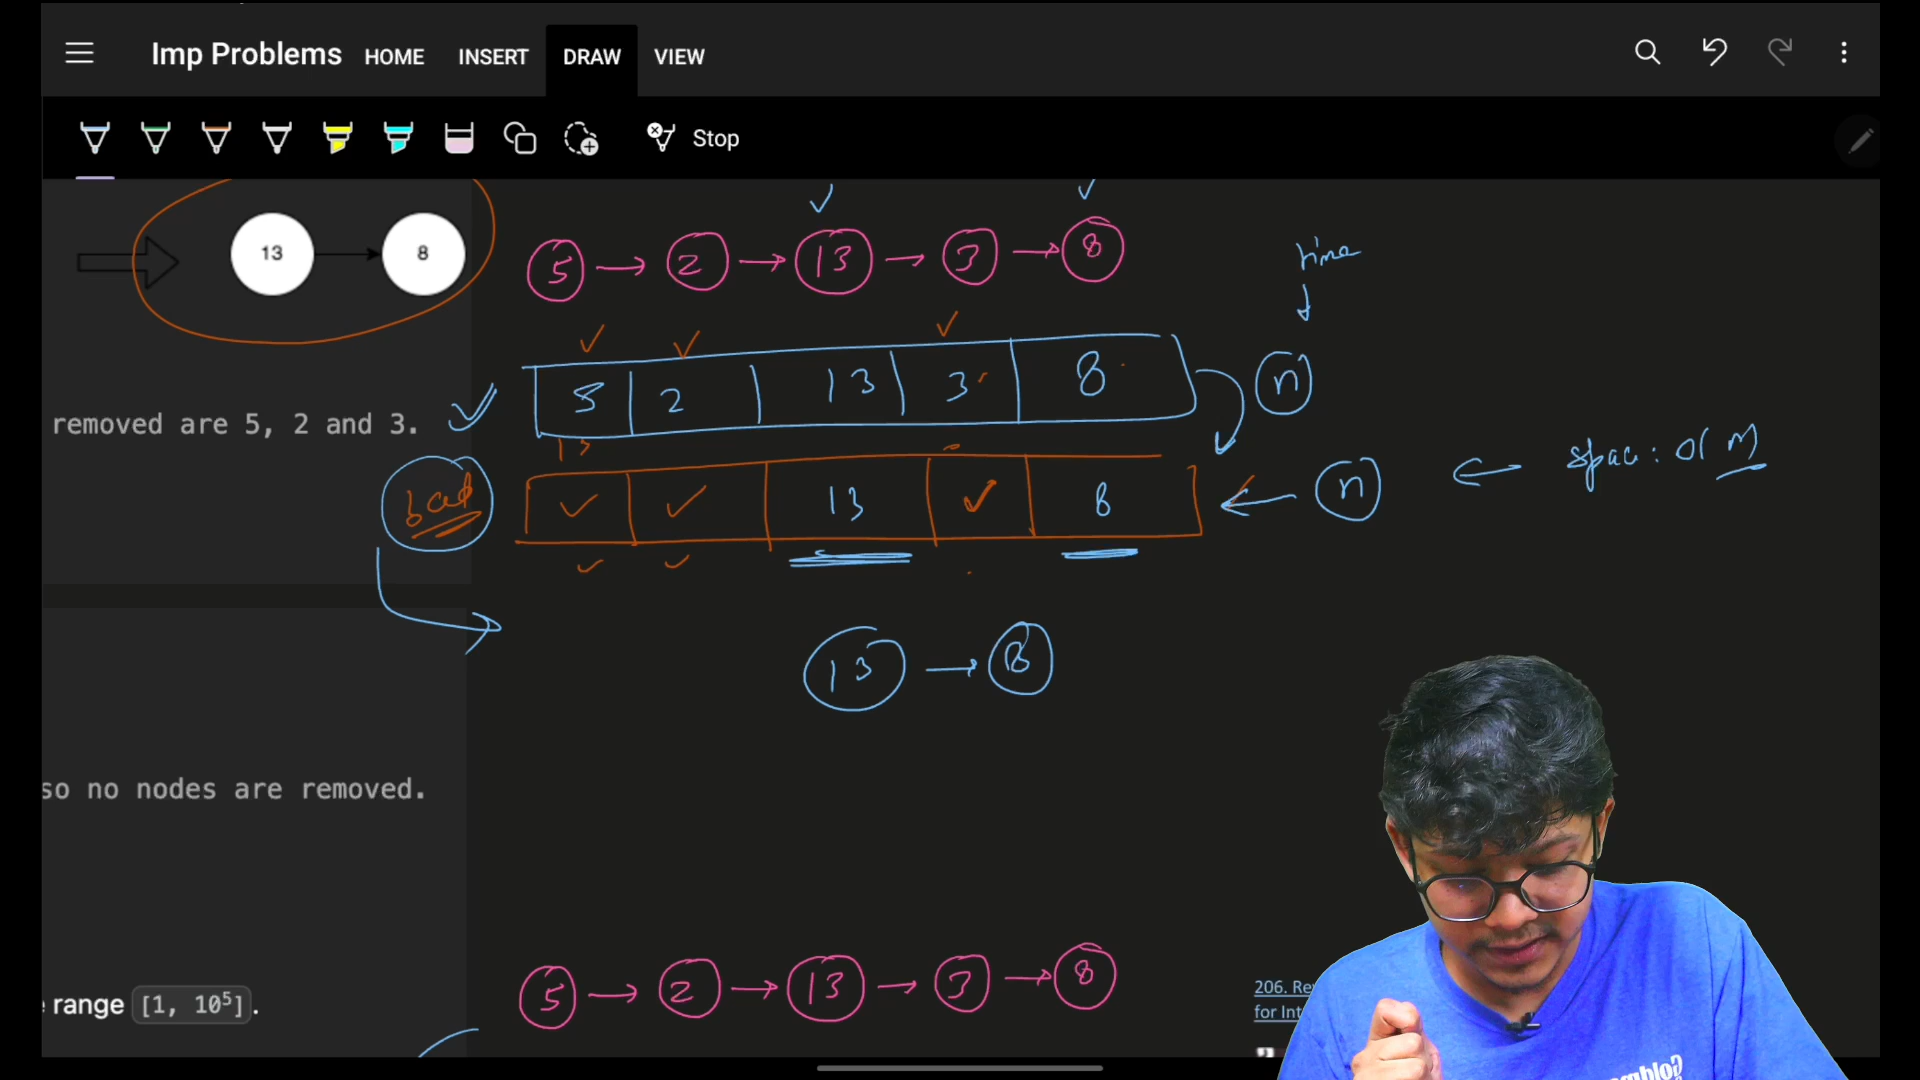 Imp Problems HOME INSERT DRAW VIEW
Stop
13 8
5 2 13 3 8
time
5 2 13 3 8 n
removed are 5, 2 and 3.
13
bad 13 8 n space: O(n)
13 8
so no nodes are removed.
5 2 13 3 8
range [1, 10⁵].
206. Re
for Int